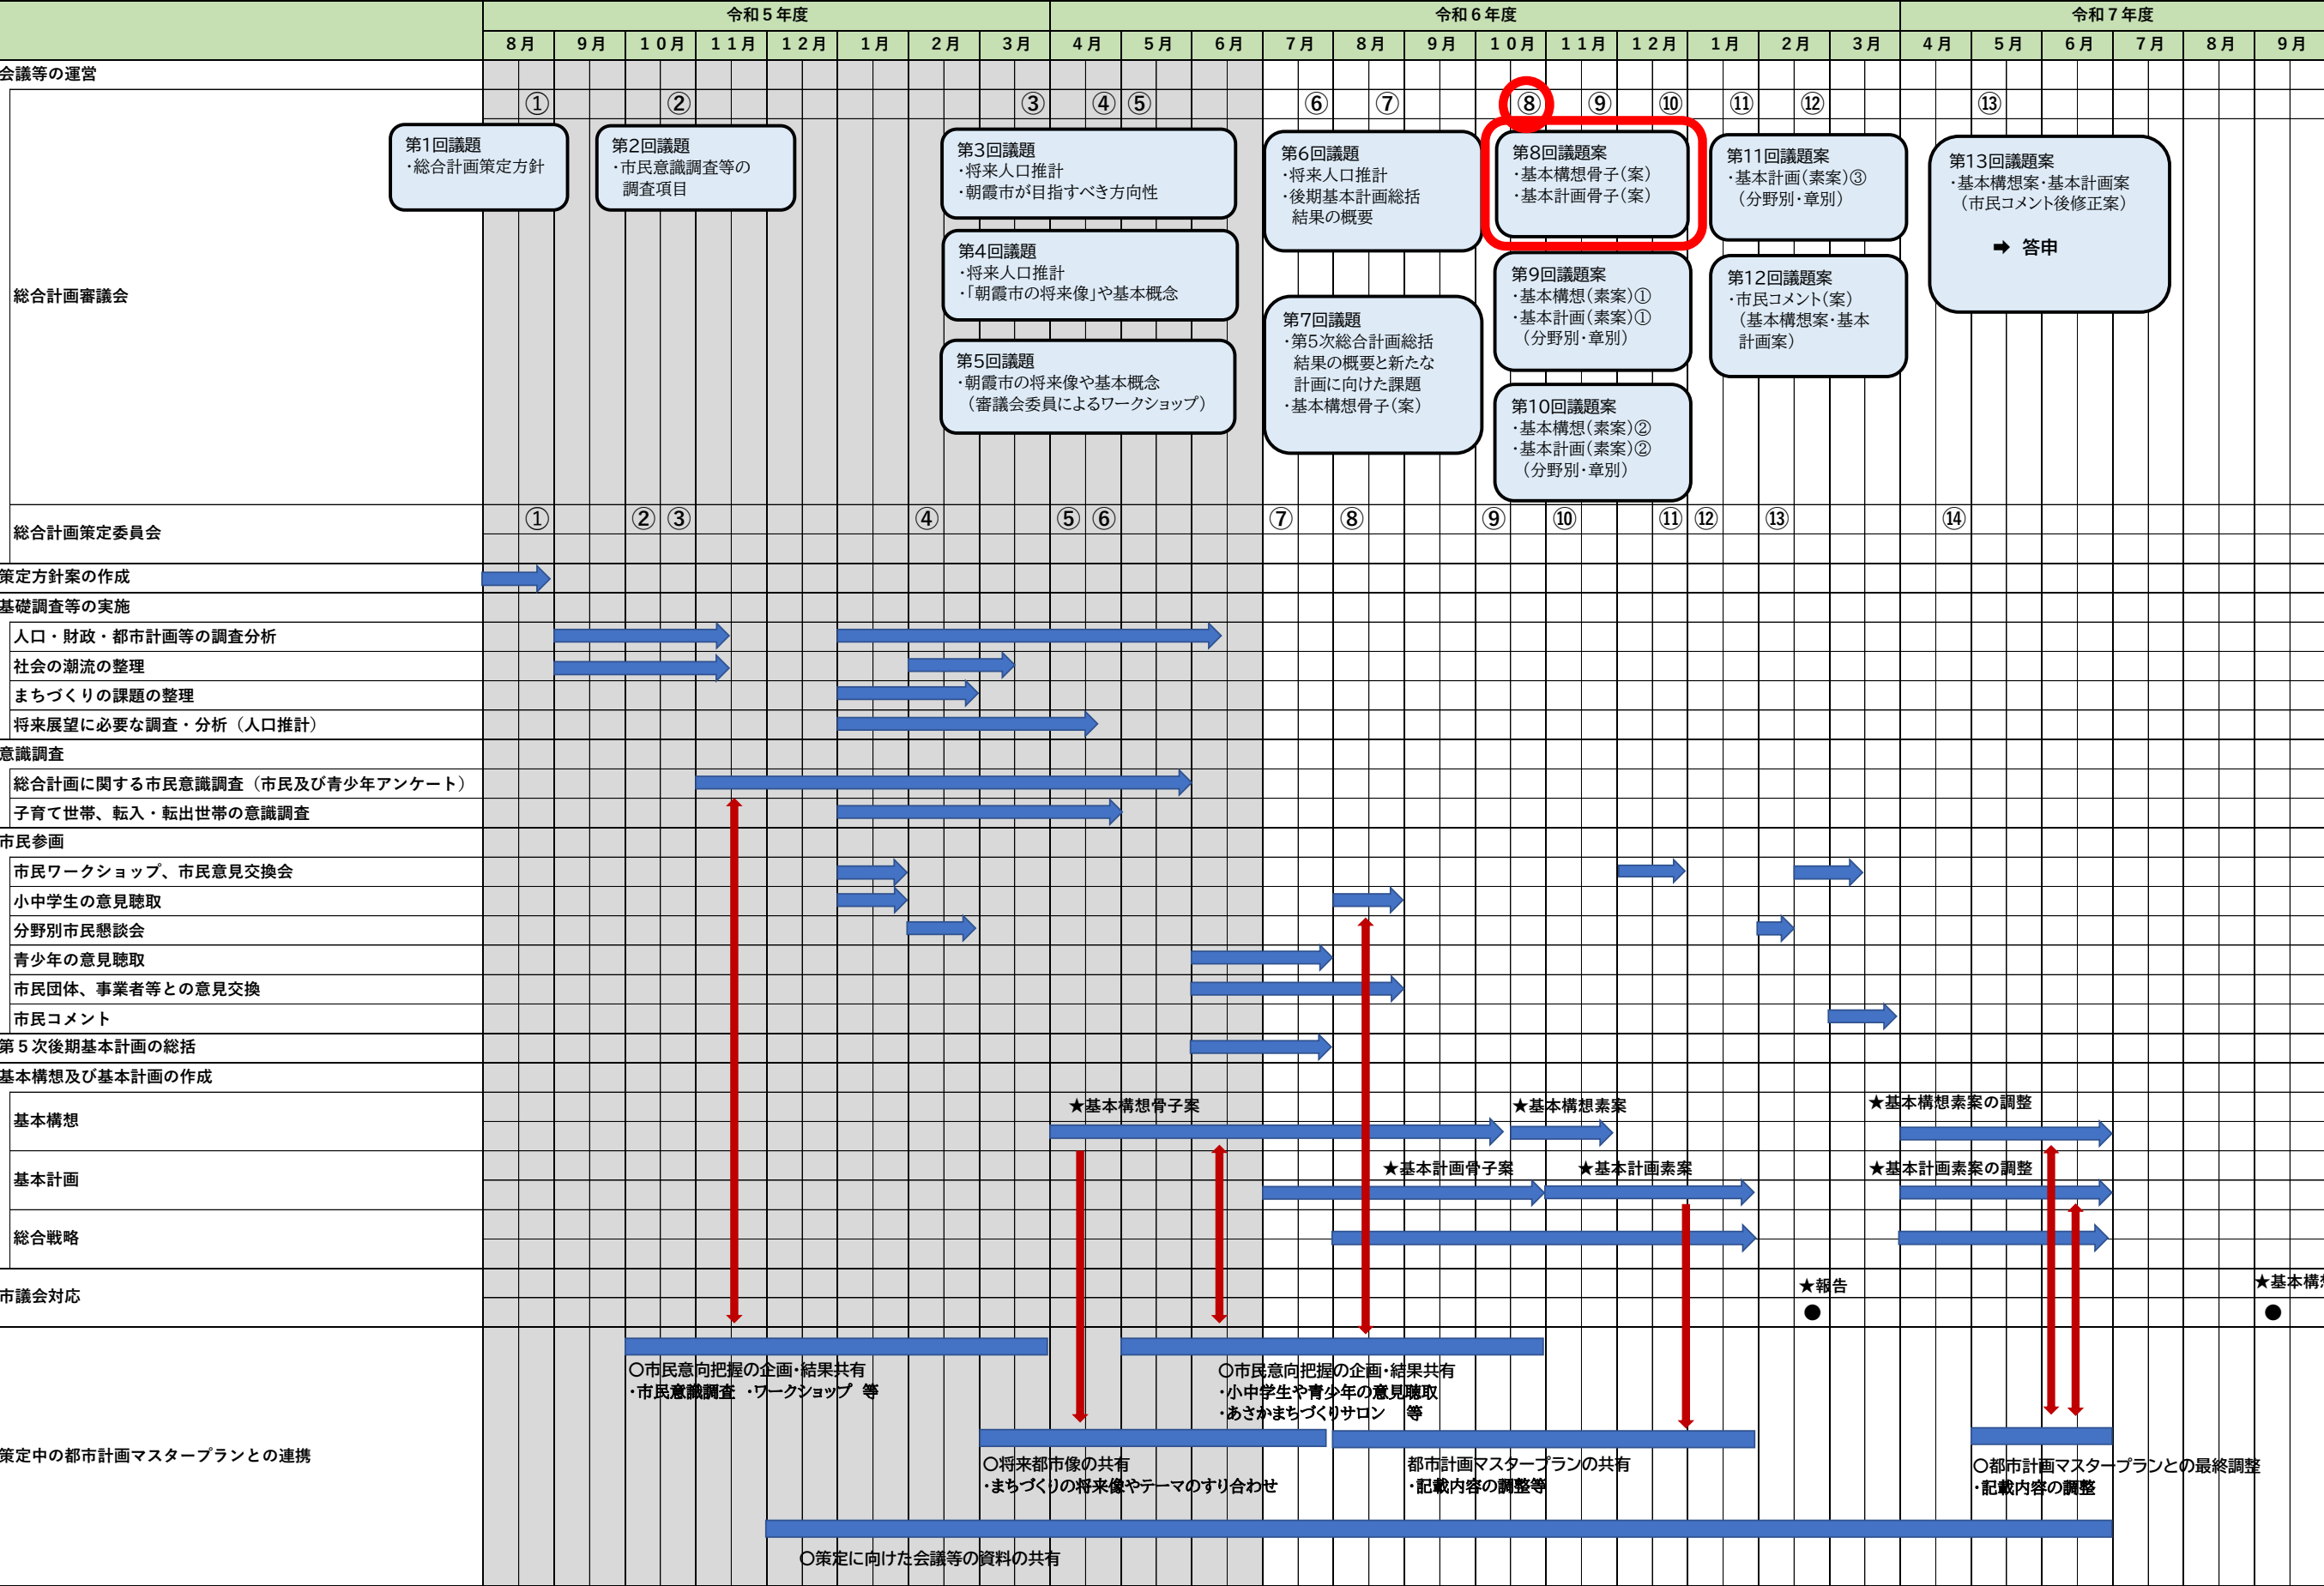 令和５年度 令和６年度 令和７年度
８月 ９月 １０月 １１月 １２月 １月 ２月 ３月 ４月 ５月 ６月 ７月 ８月 ９月 １０月 １１月 １２月 １月 ２月 ３月 ４月 ５月 ６月 ７月 ８月 ９月
会議等の運営
① ② ③ ④ ⑤ ⑥ ⑦ ⑧ ⑨ ⑩ ⑪ ⑫ ⑬
総合計画審議会
第1回議題
・総合計画策定方針
第2回議題
・市民意識調査等の
調査項目
第3回議題
・将来人口推計
・朝霞市が目指すべき方向性
第4回議題
・将来人口推計
・「朝霞市の将来像」や基本概念
第5回議題
・朝霞市の将来像や基本概念
（審議会委員によるワークショップ）
第6回議題
・将来人口推計
・後期基本計画総括
結果の概要
第7回議題
・第5次総合計画総括
結果の概要と新たな
計画に向けた課題
・基本構想骨子（案）
第8回議題案
・基本構想骨子（案）
・基本計画骨子（案）
第9回議題案
・基本構想（素案）①
・基本計画（素案）①
（分野別・章別）
第10回議題案
・基本構想（素案）②
・基本計画（素案）②
（分野別・章別）
第11回議題案
・基本計画（素案）③
（分野別・章別）
第12回議題案
・市民コメント（案）
（基本構想案・基本
計画案）
第13回議題案
・基本構想案・基本計画案
（市民コメント後修正案）
➡ 答申
総合計画策定委員会
① ② ③ ④ ⑤ ⑥ ⑦ ⑧ ⑨ ⑩ ⑪ ⑫ ⑬ ⑭
策定方針案の作成
基礎調査等の実施
人口・財政・都市計画等の調査分析
社会の潮流の整理
まちづくりの課題の整理
将来展望に必要な調査・分析（人口推計）
意識調査
総合計画に関する市民意識調査（市民及び青少年アンケート）
子育て世帯、転入・転出世帯の意識調査
市民参画
市民ワークショップ、市民意見交換会
小中学生の意見聴取
分野別市民懇談会
青少年の意見聴取
市民団体、事業者等との意見交換
市民コメント
第５次後期基本計画の総括
基本構想及び基本計画の作成
基本構想
★基本構想骨子案 ★基本構想素案 ★基本構想素案の調整
基本計画
★基本計画骨子案 ★基本計画素案 ★基本計画素案の調整
総合戦略
市議会対応
★報告 ★基本構
● ●
策定中の都市計画マスタープランとの連携
〇市民意向把握の企画・結果共有
・市民意識調査 ・ワークショップ 等
〇市民意向把握の企画・結果共有
・小中学生や青少年の意見聴取
・あさかまちづくりサロン 等
〇将来都市像の共有
・まちづくりの将来像やテーマのすり合わせ
都市計画マスタープランの共有
・記載内容の調整等
〇都市計画マスタープランとの最終調整
・記載内容の調整
〇策定に向けた会議等の資料の共有